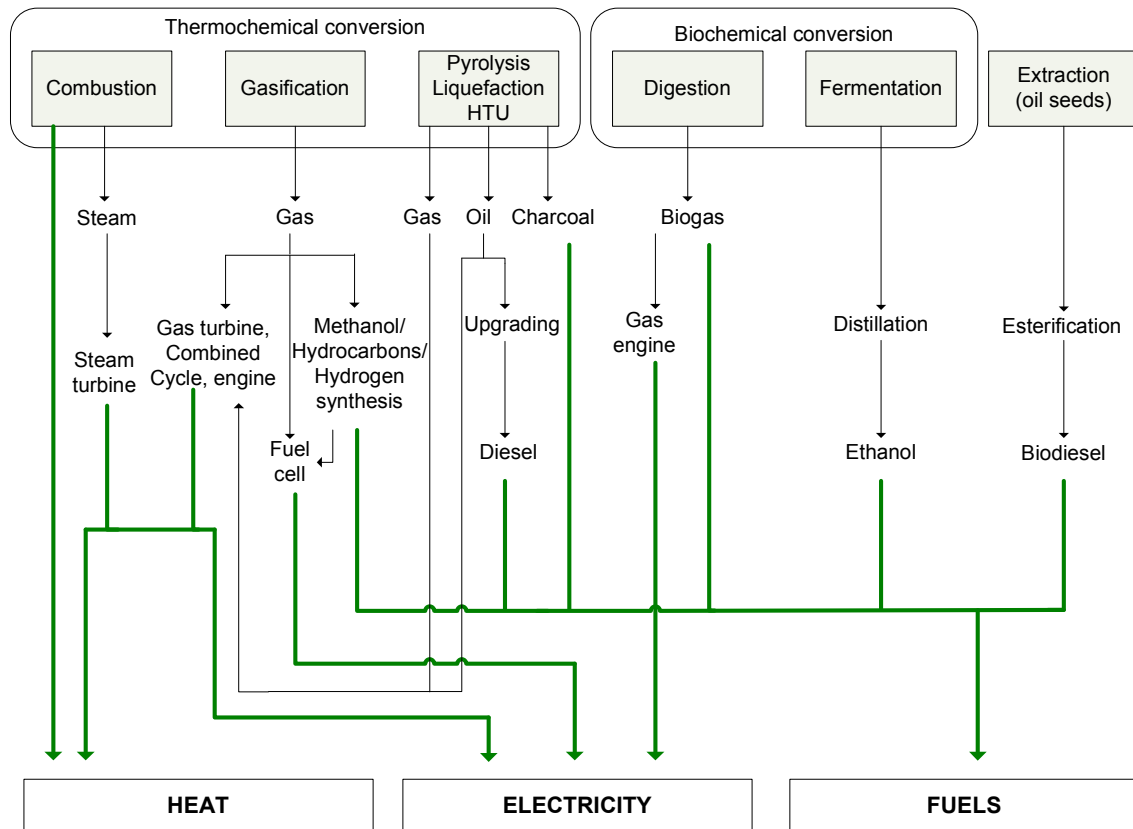 Thermochemical conversion
Biochemical conversion
Combustion
Gasification
Pyrolysis
Liquefaction
HTU
Digestion
Fermentation
Extraction
(oil seeds)
Steam
Gas
Gas
Oil
Charcoal
Biogas
Steam
turbine
Gas turbine,
Combined
Cycle, engine
Methanol/
Hydrocarbons/
Hydrogen
synthesis
Upgrading
Gas
engine
Distillation
Esterification
Fuel
cell
Diesel
Ethanol
Biodiesel
HEAT
ELECTRICITY
FUELS